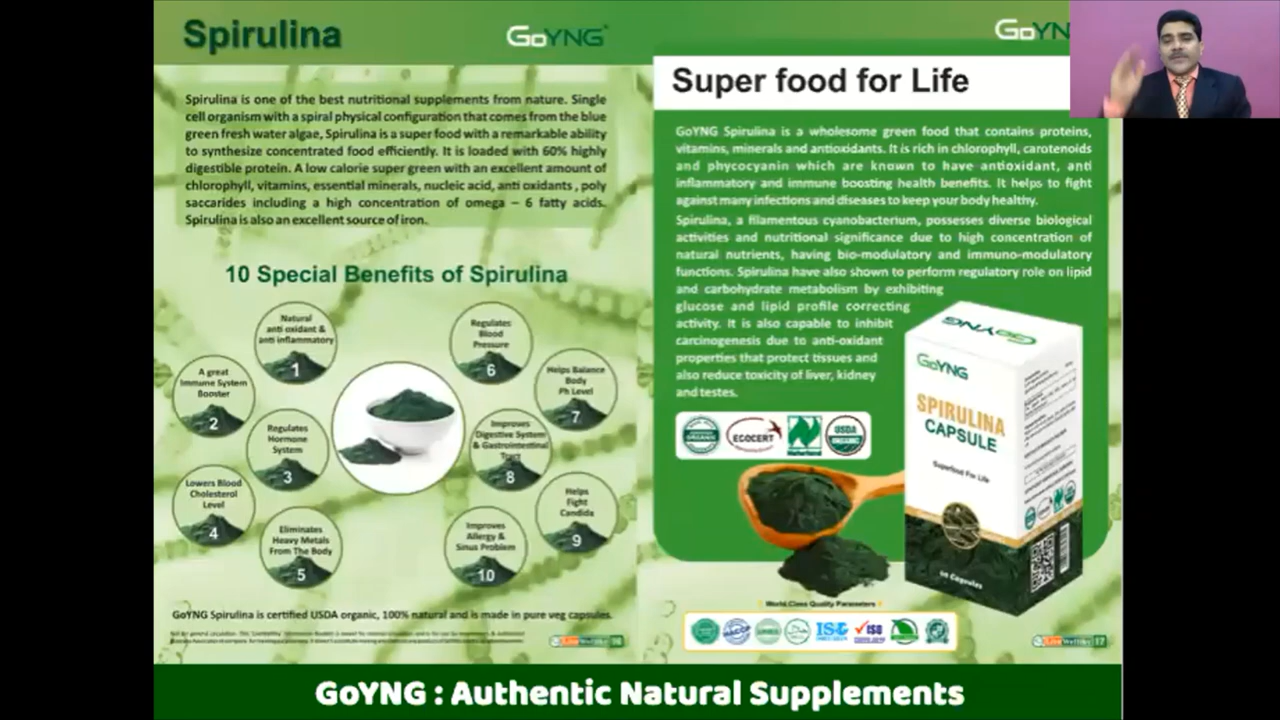 Spirulina
GoYNG
Spirulina is one of the best nutritional supplements from nature. Single
cell organism with a spiral physical configuration that comes from the blue
green fresh water algae, Spirulina is a super food with a remarkable ability
to synthesize concentrated food efficiently. It is loaded with 60% highly
digestible protein. A low calorie super green with an excellent amount of
chlorophyll, vitamins, essential minerals, nucleic acid, anti oxidants , poly
saccarides including a high concentration of omega – 6 fatty acids.
Spirulina is also an excellent source of iron.
10 Special Benefits of Spirulina
Natural
anti oxidant &
anti inflammatory
1
A great
Immune System
Booster
2
Regulates
Hormone
System
3
Lowers Blood
Cholesterol
Level
4
Eliminates
Heavy Metals
From The Body
5
Regulates
Blood
Pressure
6
Helps Balance
Body
Ph Level
7
Improves
Digestive System
& Gastrointestinal
Tract
8
Helps
Fight
Candida
9
Improves
Allergy &
Sinus Problem
10
GoYNG Spirulina is certified USDA organic, 100% natural and is made in pure veg capsules.
16
GoYN
Super food for Life
GoYNG Spirulina is a wholesome green food that contains proteins,
vitamins, minerals and antioxidants. It is rich in chlorophyll, carotenoids
and phycocyanin which are known to have antioxidant, anti
inflammatory and immune boosting health benefits. It helps to fight
against many infections and diseases to keep your body healthy.
Spirulina, a filamentous cyanobacterium, possesses diverse biological
activities and nutritional significance due to high concentration of
natural nutrients, having bio-modulatory and immuno-modulatory
functions. Spirulina have also shown to perform regulatory role on lipid
and carbohydrate metabolism by exhibiting
glucose and lipid profile correcting
activity. It is also capable to inhibit
carcinogenesis due to anti-oxidant
properties that protect tissues and
also reduce toxicity of liver, kidney
and testes.
ORGANIC
ECOCERT
Naturland
USDA
ORGANIC
GoYNG
GoYNG
SPIRULINA
CAPSULE
Superfood For Life
60 Capsules
World Class Quality Parameters
HACCP
ISI
ISO
17
GoYNG : Authentic Natural Supplements